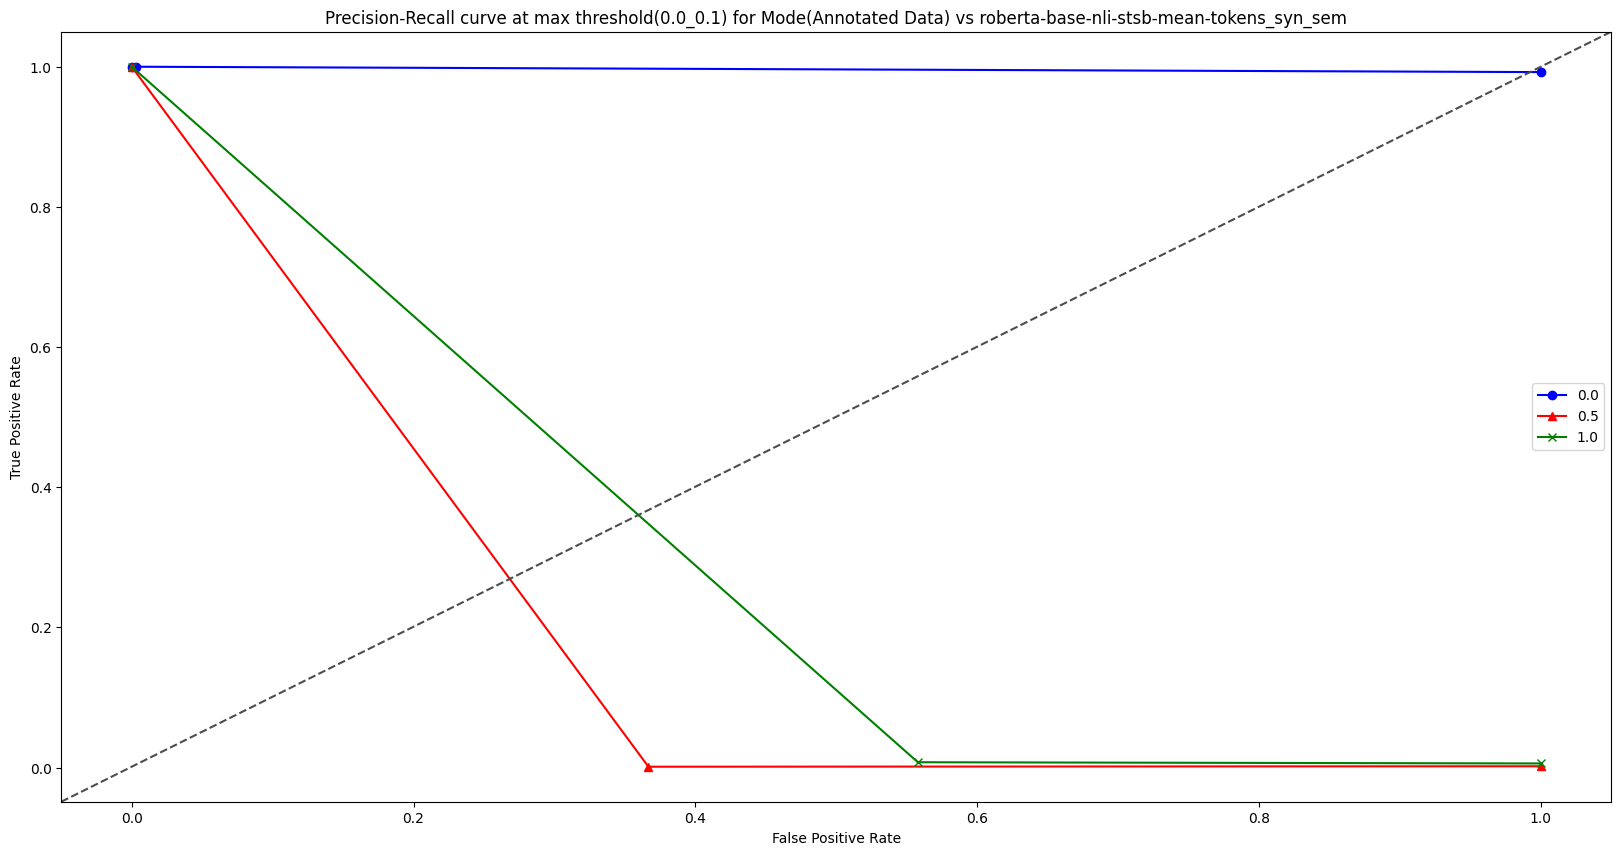 Precision-Recall curve at max threshold(0.0_0.1) for Mode(Annotated Data) vs roberta-base-nli-stsb-mean-tokens_syn_sem
True Positive Rate
1.0
0.8
0.6
0.4
0.2
0.0
0.0
0.5
1.0
0.0 0.2 0.4 0.6 0.8 1.0
False Positive Rate